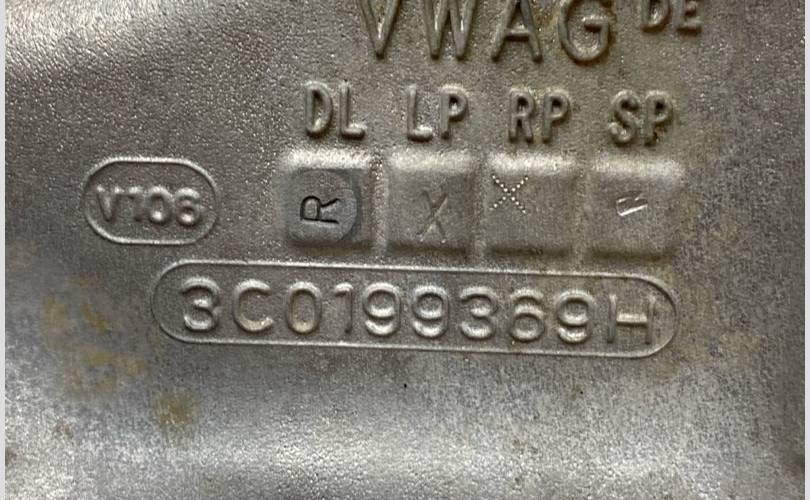 VWAG DE
DL LP RP SP
R X X
V106
3C0199369H